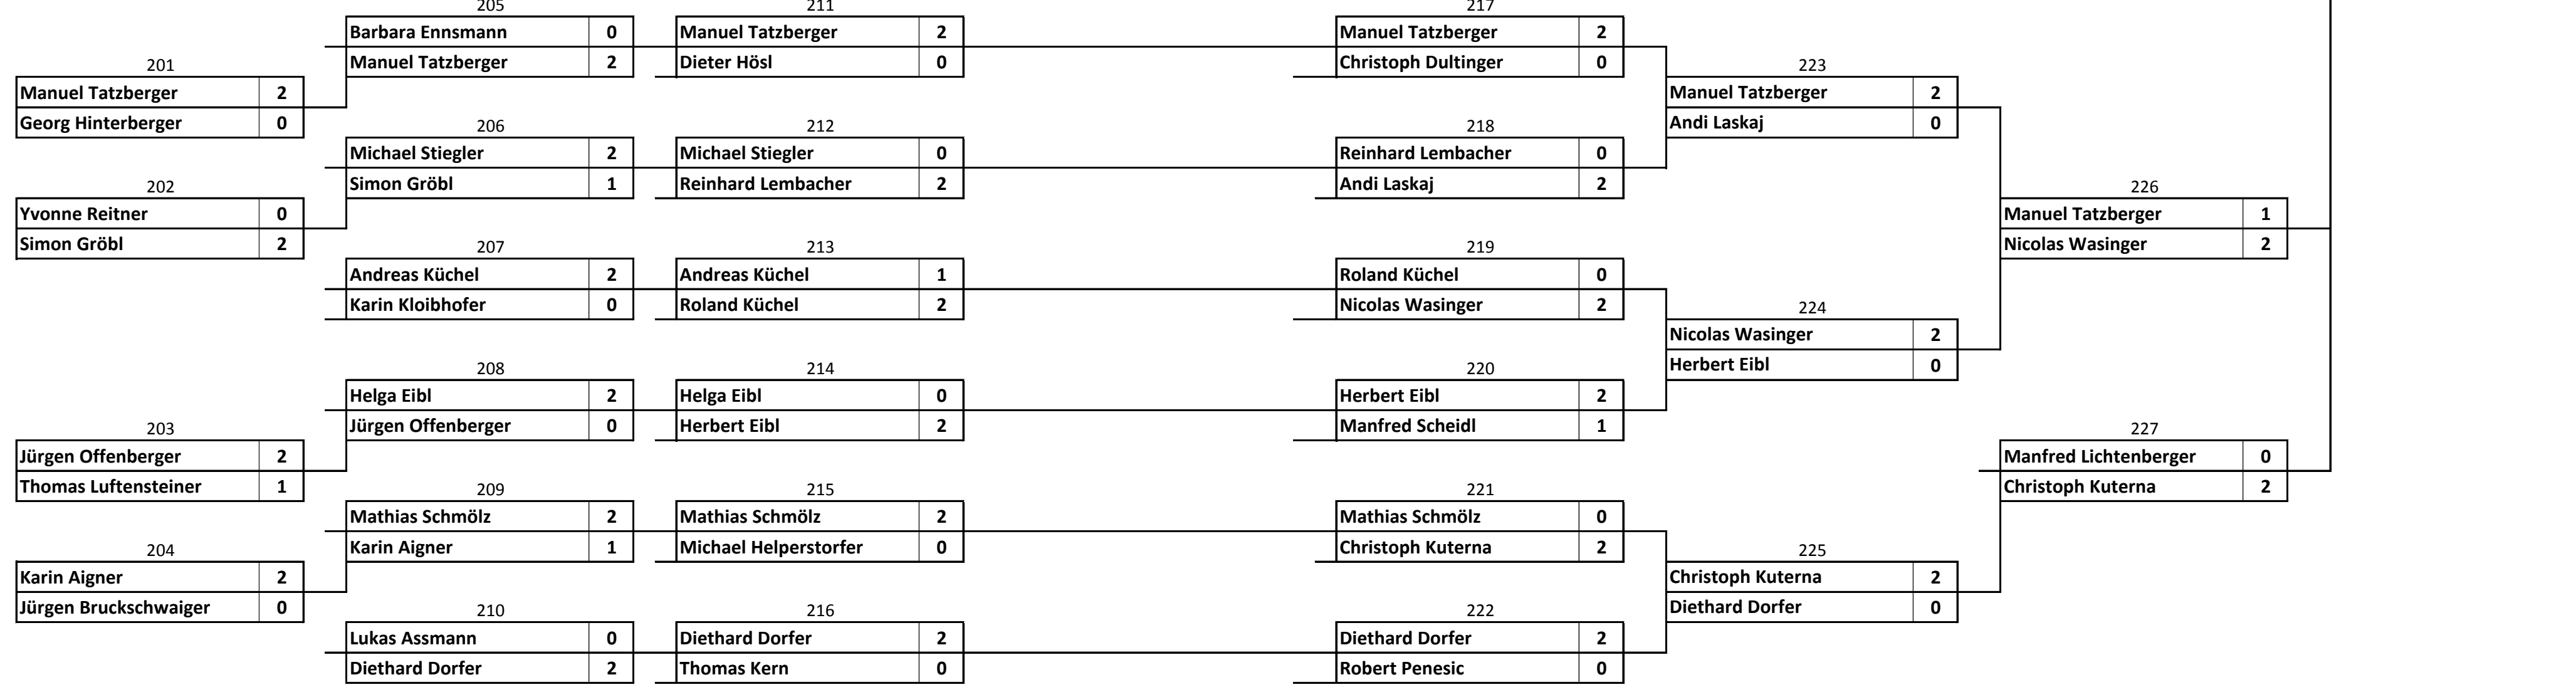 205
Barbara Ennsmann 0
Manuel Tatzberger 2
211
Manuel Tatzberger 2
Dieter Hösl 0
217
Manuel Tatzberger 2
Christoph Dultinger 0
201
Manuel Tatzberger 2
Georg Hinterberger 0
223
Manuel Tatzberger 2
Andi Laskaj 0
206
Michael Stiegler 2
Simon Gröbl 1
212
Michael Stiegler 0
Reinhard Lembacher 2
218
Reinhard Lembacher 0
Andi Laskaj 2
202
Yvonne Reitner 0
Simon Gröbl 2
226
Manuel Tatzberger 1
Nicolas Wasinger 2
207
Andreas Küchel 2
Karin Kloibhofer 0
213
Andreas Küchel 1
Roland Küchel 2
219
Roland Küchel 0
Nicolas Wasinger 2
224
Nicolas Wasinger 2
Herbert Eibl 0
208
Helga Eibl 2
Jürgen Offenberger 0
214
Helga Eibl 0
Herbert Eibl 2
220
Herbert Eibl 2
Manfred Scheidl 1
203
Jürgen Offenberger 2
Thomas Luftensteiner 1
227
Manfred Lichtenberger 0
Christoph Kuterna 2
209
Mathias Schmölz 2
Karin Aigner 1
215
Mathias Schmölz 2
Michael Helperstorfer 0
221
Mathias Schmölz 0
Christoph Kuterna 2
204
Karin Aigner 2
Jürgen Bruckschwaiger 0
225
Christoph Kuterna 2
Diethard Dorfer 0
210
Lukas Assmann 0
Diethard Dorfer 2
216
Diethard Dorfer 2
Thomas Kern 0
222
Diethard Dorfer 2
Robert Penesic 0